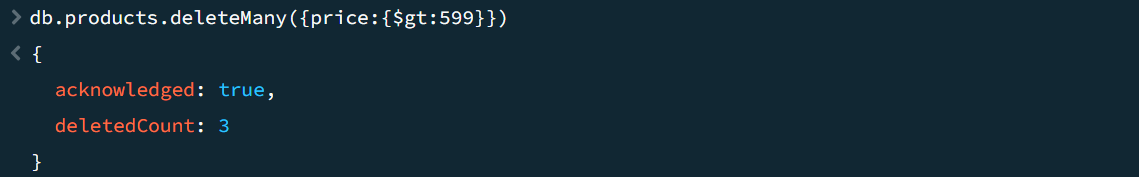 > db.products.deleteMany({price:{$gt:599}})
< {
acknowledged: true,
deletedCount: 3
}